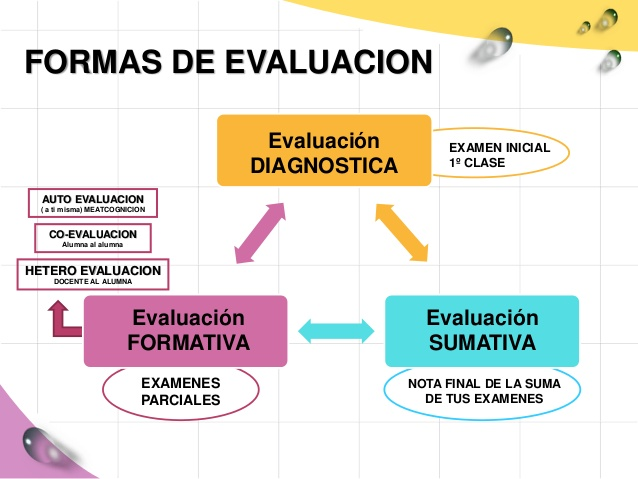 FORMAS DE EVALUACION
Evaluación
DIAGNOSTICA
EXAMEN INICIAL
1º CLASE
AUTO EVALUACION
( a ti misma) MEATCOGNICION
CO-EVALUACION
Alumna al alumna
HETERO EVALUACION
DOCENTE AL ALUMNA
Evaluación
FORMATIVA
EXAMENES
PARCIALES
Evaluación
SUMATIVA
NOTA FINAL DE LA SUMA
DE TUS EXAMENES